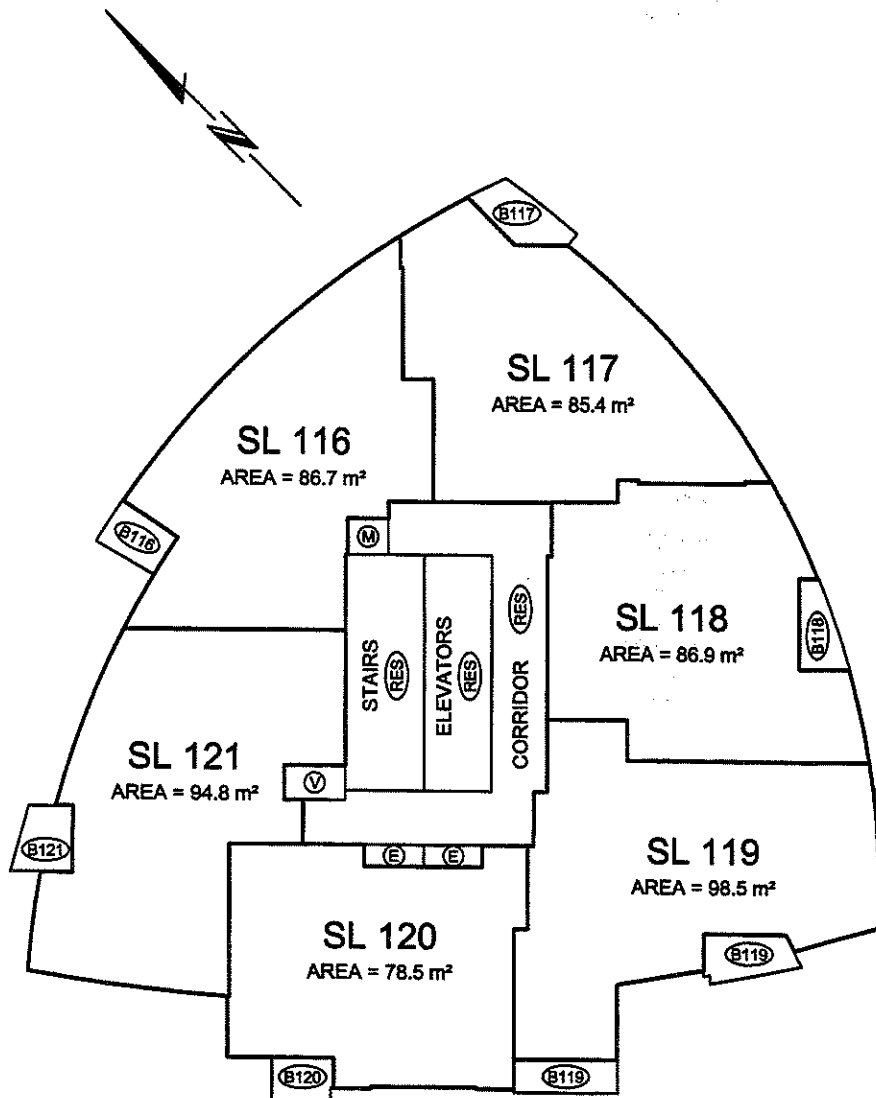 N
B117
SL 117
AREA = 85.4 m²
SL 116
AREA = 86.7 m²
B116
M
RES
SL 118
AREA = 86.9 m²
B118
STAIRS
RES
ELEVATORS
RES
CORRIDOR
SL 121
AREA = 94.8 m²
V
B121
E
E
SL 119
AREA = 98.5 m²
SL 120
AREA = 78.5 m²
B119
B120
B119